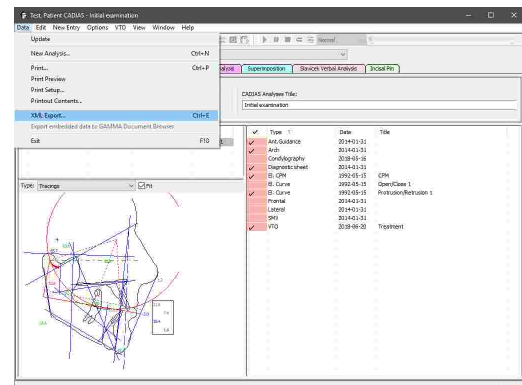 Test, Patient CADIAS - Initial examination
Data Edit New Entry Options VTO View Window Help
Update
New Analysis... Ctrl+N
Print... Ctrl+P
Print Preview
Print Setup...
Printout Contents...
XML Export... Ctrl+E
Export embedded data to GAMMA Document Browser
Exit F10
Normal
alysis Superimposition Slavicek Verbal Analysis Incisal Pin
CADIAS Analyses Title:
Initial examination
Type Date Title
Ant.Guidance 2014-01-31
Arch 2014-01-31
Condylography 2018-05-16
Diagnostic sheet 2014-01-31
El. CPM 1992-05-15 CPM
El. Curve 1992-05-15 Open/Close 1
El. Curve 1992-05-15 Protrusion/Retrusion 1
Frontal 2014-01-31
Lateral 2014-01-31
SMV 2014-01-31
VTO 2018-06-20 Treatment
Type: Tracings Fit